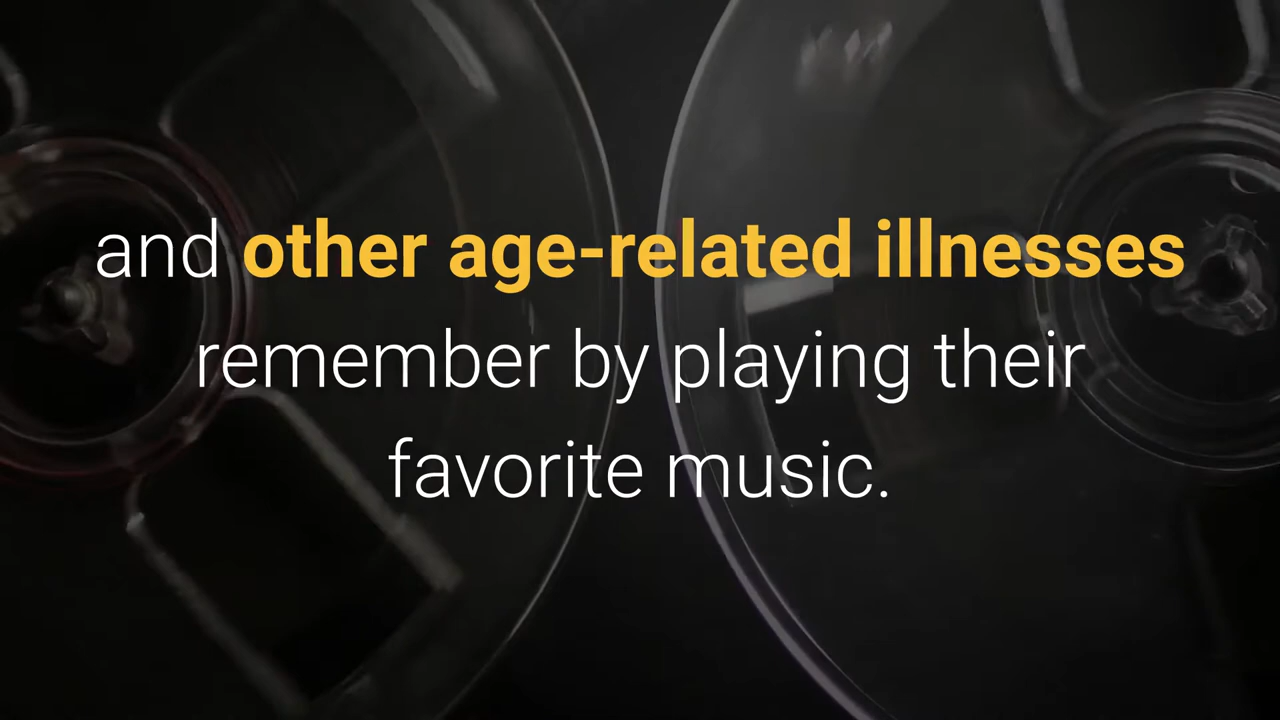 and other age-related illnesses
remember by playing their
favorite music.